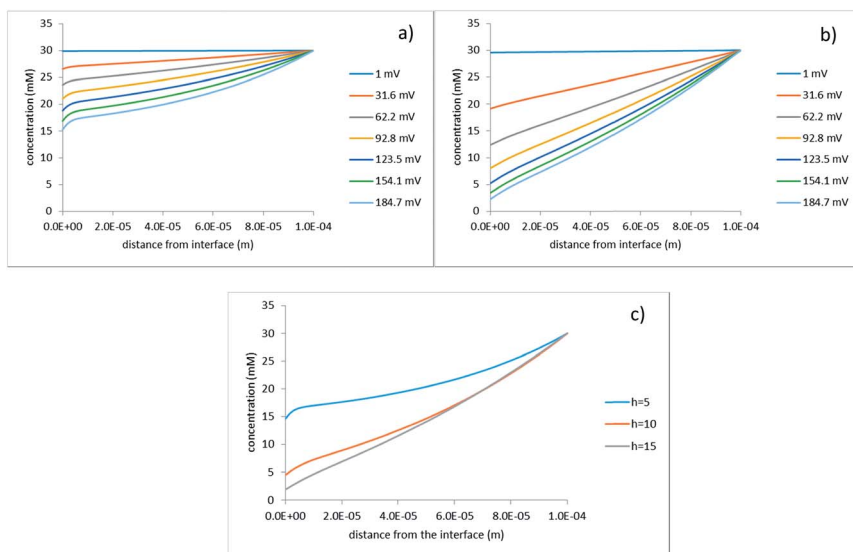 a)
concentration (mM)
35
30
25
20
15
10
5
0
0.0E+00 2.0E-05 4.0E-05 6.0E-05 8.0E-05 1.0E-04
distance from interface (m)
1 mV
31.6 mV
62.2 mV
92.8 mV
123.5 mV
154.1 mV
184.7 mV
b)
concentration (mM)
35
30
25
20
15
10
5
0
0.0E+00 2.0E-05 4.0E-05 6.0E-05 8.0E-05 1.0E-04
distance from interface (m)
1 mV
31.6 mV
62.2 mV
92.8 mV
123.5 mV
154.1 mV
184.7 mV
c)
concentration (mM)
35
30
25
20
15
10
5
0
0.0E+00 2.0E-05 4.0E-05 6.0E-05 8.0E-05 1.0E-04
distance from the interface (m)
h=5
h=10
h=15